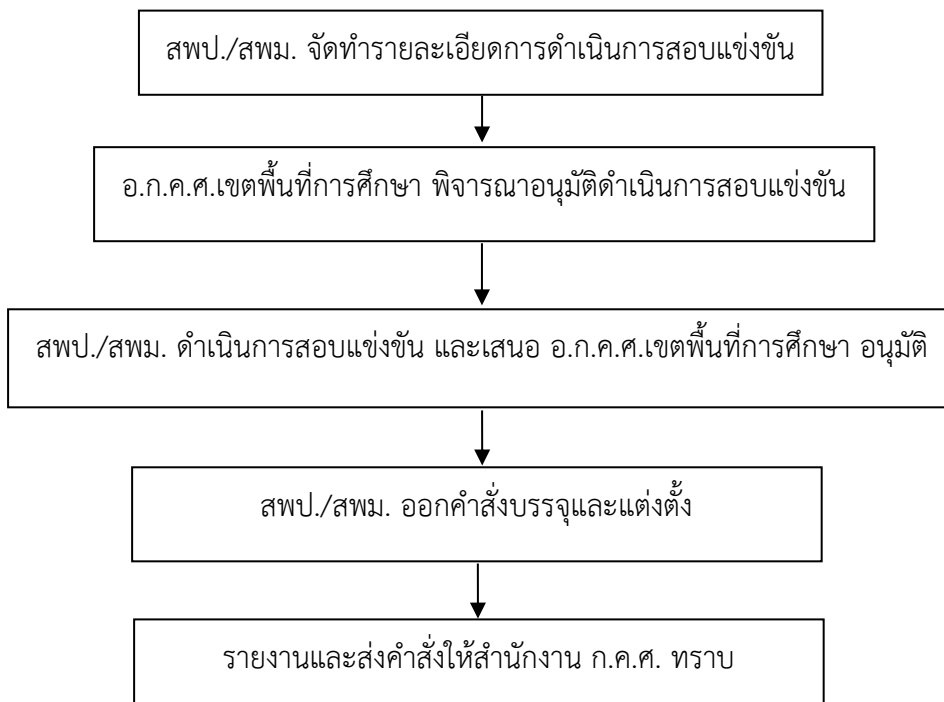 สพป./สพม. จัดทำรายละเอียดการดำเนินการสอบแข่งขัน
อ.ก.ค.ศ.เขตพื้นที่การศึกษา พิจารณาอนุมัติดำเนินการสอบแข่งขัน
สพป./สพม. ดำเนินการสอบแข่งขัน และเสนอ อ.ก.ค.ศ.เขตพื้นที่การศึกษา อนุมัติ
สพป./สพม. ออกคำสั่งบรรจุและแต่งตั้ง
รายงานและส่งคำสั่งให้สำนักงาน ก.ค.ศ. ทราบ